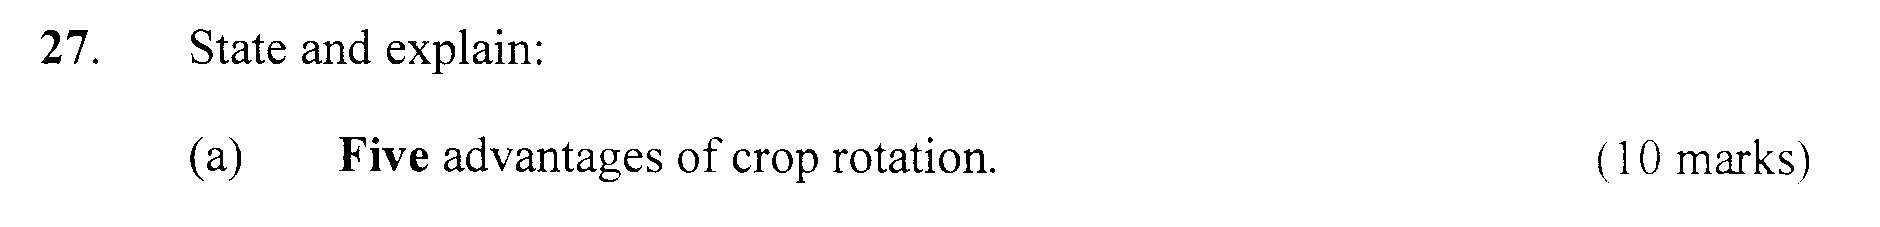 27. State and explain:
(a) Five advantages of crop rotation. (10 marks)